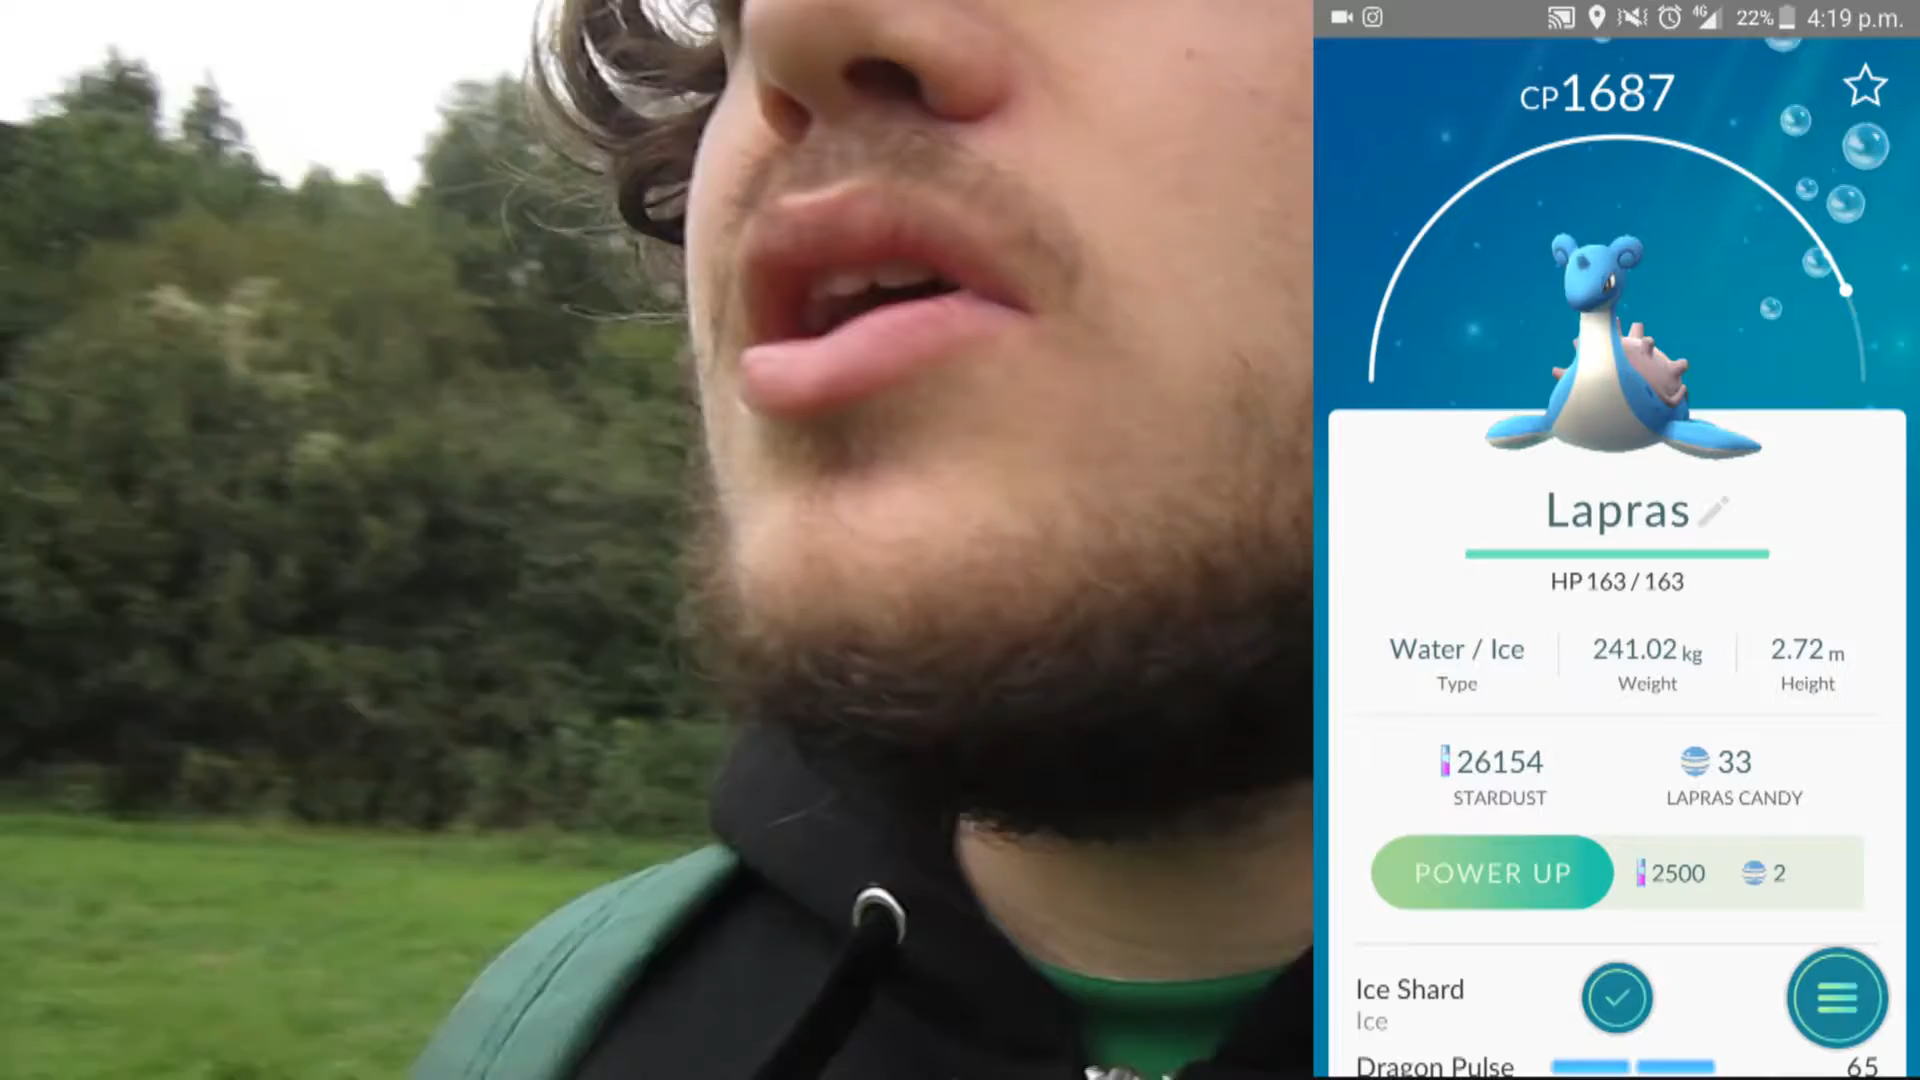 4G 22% 4:19 p.m.
CP1687
Lapras
HP 163 / 163
Water / Ice 241.02 kg 2.72 m
Type Weight Height
26154 33
STARDUST LAPRAS CANDY
POWER UP 2500 2
Ice Shard
Ice
Dragon Pulse 65